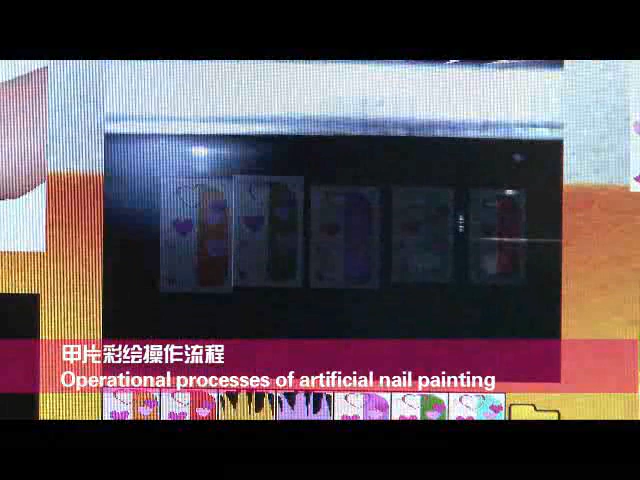 甲片彩绘操作流程
Operational processes of artificial nail painting